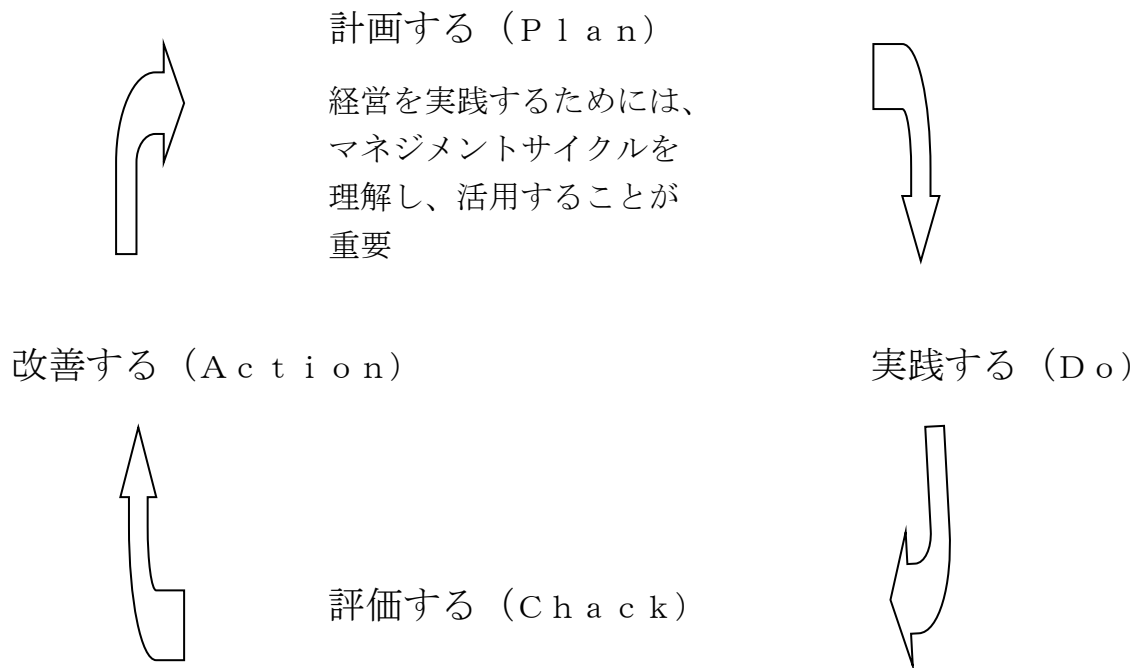 計画する（Ｐｌａｎ）
経営を実践するためには、
マネジメントサイクルを
理解し、活用することが
重要
改善する（Ａｃｔｉｏｎ）
実践する（Ｄｏ）
評価する（Ｃｈａｃｋ）